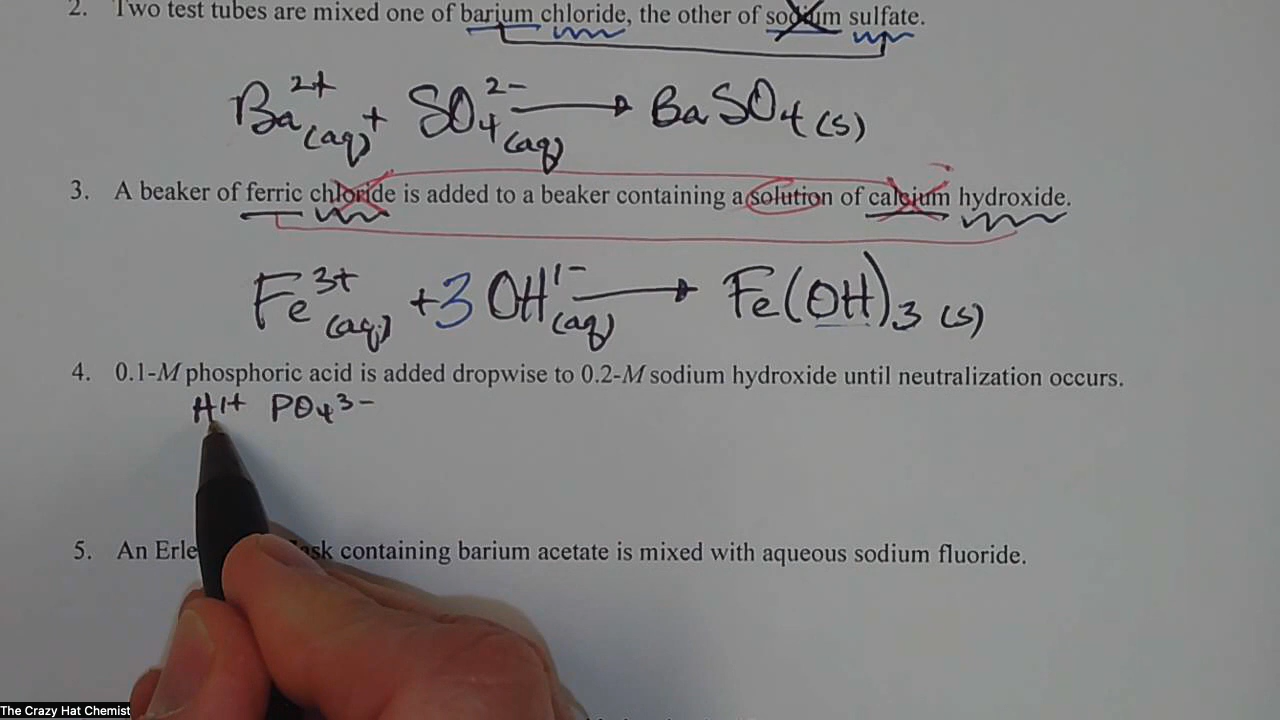 2. Two test tubes are mixed one of barium chloride, the other of sodium sulfate.
Ba²⁺(aq) + SO₄²⁻(aq) → BaSO₄(s)
3. A beaker of ferric chloride is added to a beaker containing a solution of calcium hydroxide.
Fe³⁺(aq) + 3 OH¹⁻(aq) → Fe(OH)₃(s)
4. 0.1-M phosphoric acid is added dropwise to 0.2-M sodium hydroxide until neutralization occurs.
H¹⁺ PO₄³⁻
5. An Erle ask containing barium acetate is mixed with aqueous sodium fluoride.
The Crazy Hat Chemist